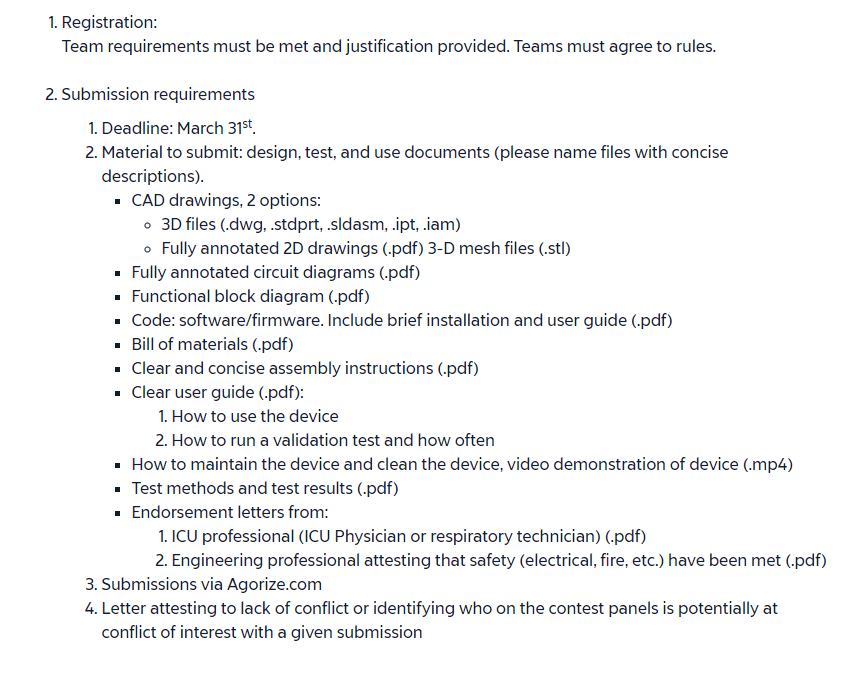 1. Registration:
Team requirements must be met and justification provided. Teams must agree to rules.
2. Submission requirements
1. Deadline: March 31st.
2. Material to submit: design, test, and use documents (please name files with concise
descriptions).
▪ CAD drawings, 2 options:
◦ 3D files (.dwg, .stdprt, .sldasm, .ipt, .iam)
◦ Fully annotated 2D drawings (.pdf) 3-D mesh files (.stl)
▪ Fully annotated circuit diagrams (.pdf)
▪ Functional block diagram (.pdf)
▪ Code: software/firmware. Include brief installation and user guide (.pdf)
▪ Bill of materials (.pdf)
▪ Clear and concise assembly instructions (.pdf)
▪ Clear user guide (.pdf):
1. How to use the device
2. How to run a validation test and how often
▪ How to maintain the device and clean the device, video demonstration of device (.mp4)
▪ Test methods and test results (.pdf)
▪ Endorsement letters from:
1. ICU professional (ICU Physician or respiratory technician) (.pdf)
2. Engineering professional attesting that safety (electrical, fire, etc.) have been met (.pdf)
3. Submissions via Agorize.com
4. Letter attesting to lack of conflict or identifying who on the contest panels is potentially at
conflict of interest with a given submission